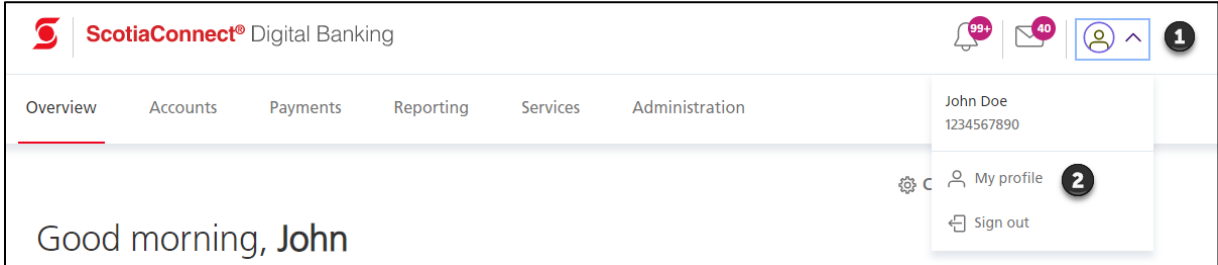 ScotiaConnect® Digital Banking
99+
40
1
Overview
Accounts
Payments
Reporting
Services
Administration
John Doe
1234567890
My profile
2
Sign out
C
Good morning, John